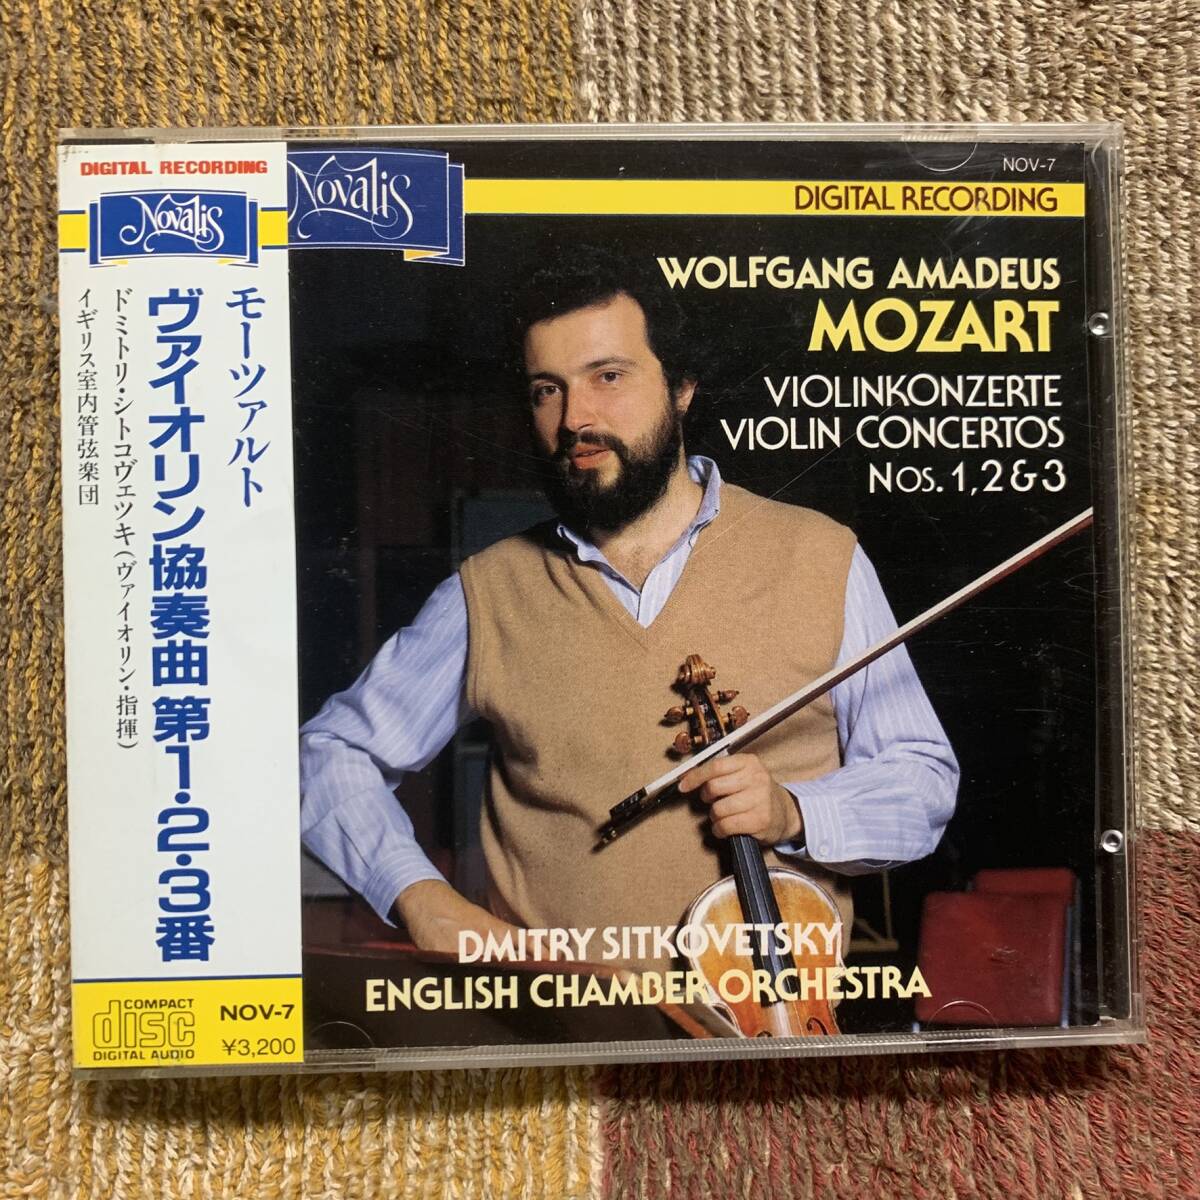 DIGITAL RECORDING
Novalis
モーツァルト
ヴァイオリン協奏曲 第1・2・3番
ドミトリ・シトコヴェツキ(ヴァイオリン・指揮)
イギリス室内管弦楽団
COMPACT
disc
DIGITAL AUDIO
NOV-7
¥3,200
Novalis
NOV-7
DIGITAL RECORDING
WOLFGANG AMADEUS
MOZART
VIOLINKONZERTE
VIOLIN CONCERTOS
NOS. 1, 2 & 3
DMITRY SITKOVETSKY
ENGLISH CHAMBER ORCHESTRA